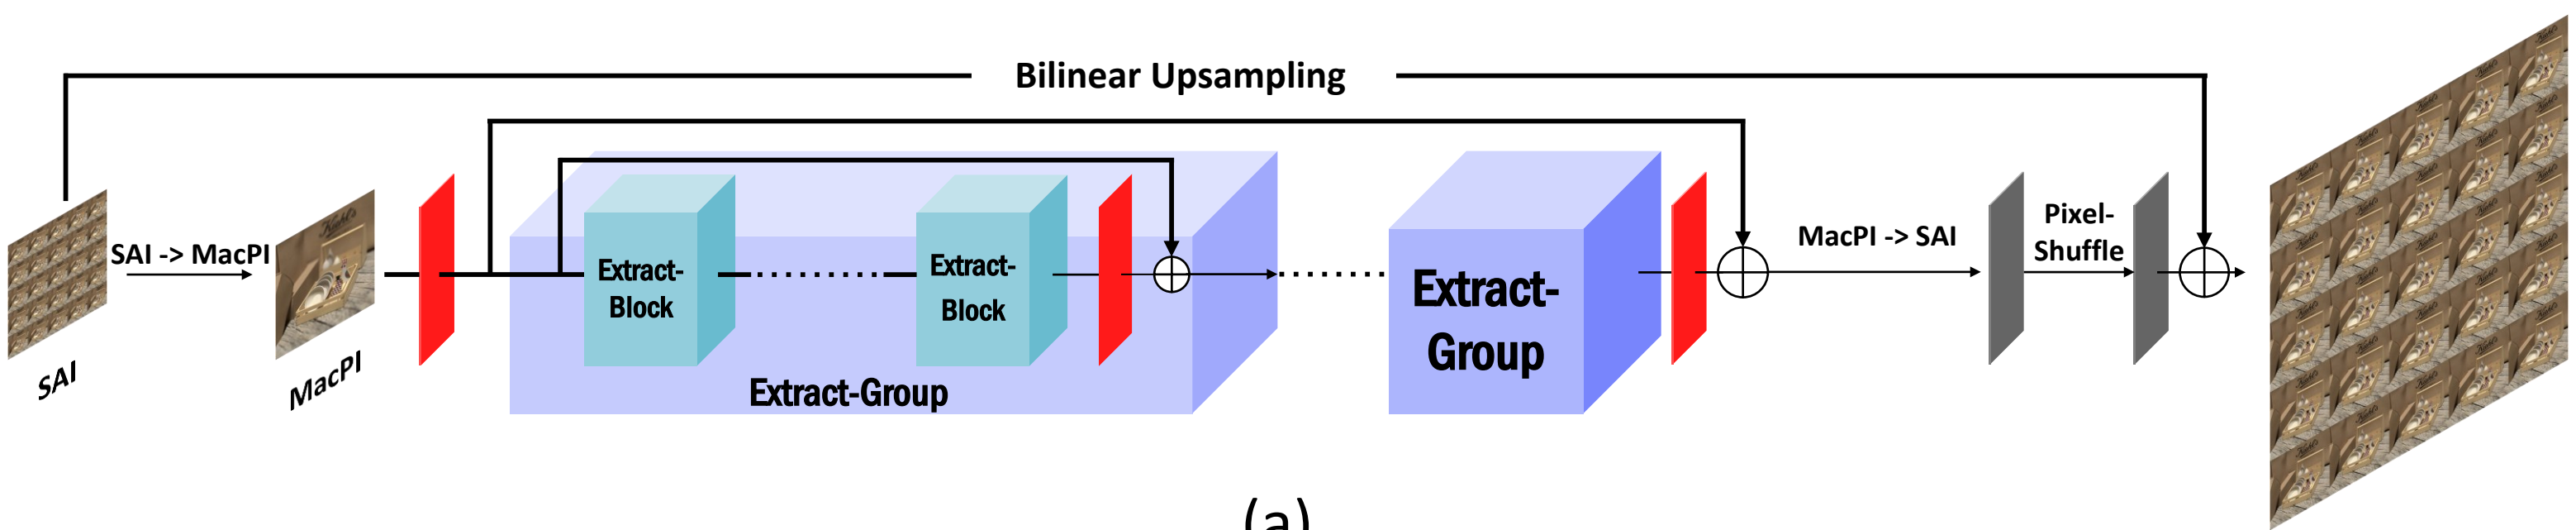 Bilinear Upsampling
SAI -> MacPI
SAI
MacPI
Extract-
Block
Extract-
Block
Extract-Group
Extract-
Group
MacPI -> SAI
Pixel-
Shuffle
(a)